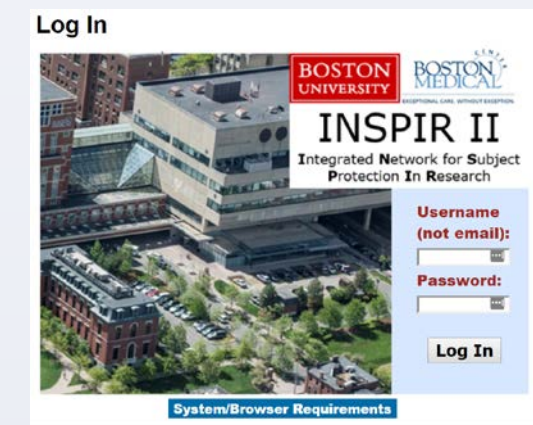 Log In
BOSTON
UNIVERSITY
BOSTON
MEDICAL
CENTER
EXCEPTIONAL CARE. WITHOUT EXCEPTION.
INSPIR II
Integrated Network for Subject
Protection In Research
Username
(not email):
Password:
Log In
System/Browser Requirements